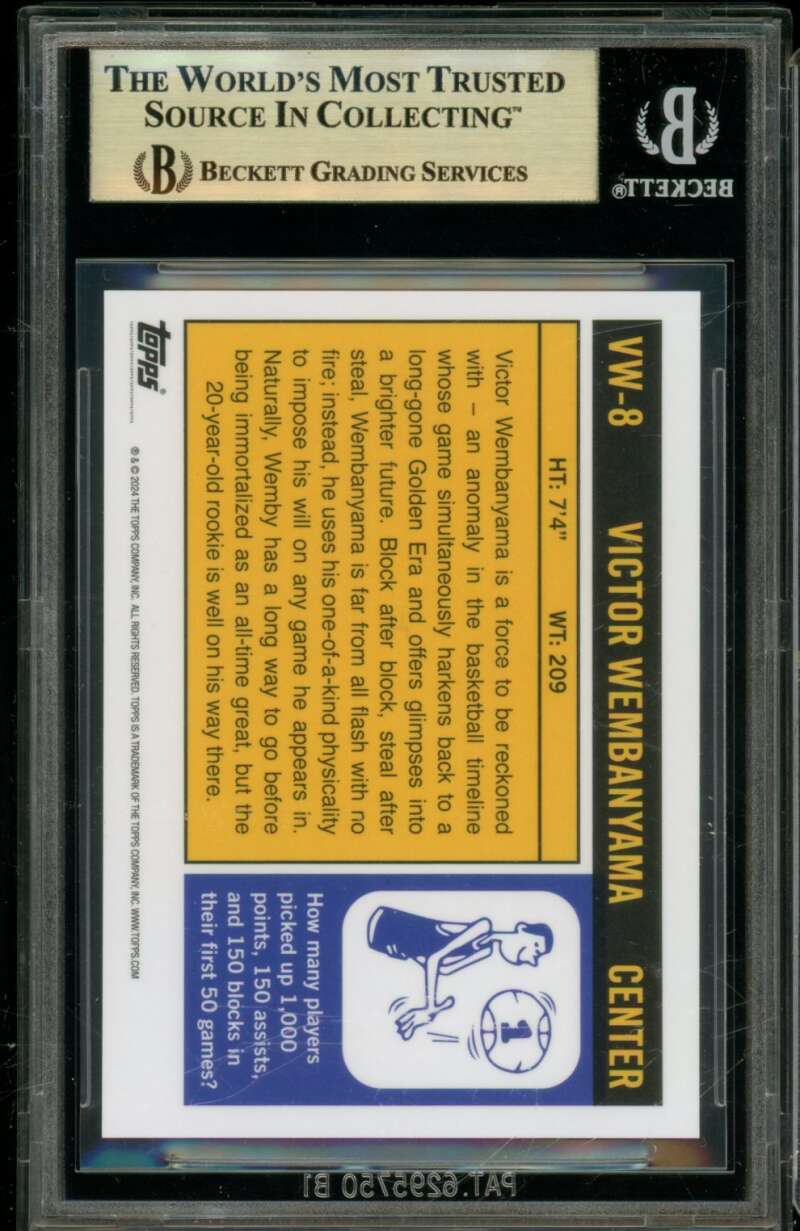 THE WORLD'S MOST TRUSTED
SOURCE IN COLLECTING™
B BECKETT GRADING SERVICES
B
BECKETT®
VW-8 VICTOR WEMBANYAMA CENTER
HT: 7'4" WT: 209
Victor Wembanyama is a force to be reckoned
with – an anomaly in the basketball timeline
whose game simultaneously harkens back to a
long-gone Golden Era and offers glimpses into
a brighter future. Block after block, steal after
steal, Wembanyama is far from all flash with no
fire; instead, he uses his one-of-a-kind physicality
to impose his will on any game he appears in.
Naturally, Wemby has a long way to go before
being immortalized as an all-time great, but the
20-year-old rookie is well on his way there.
1
How many players
picked up 1,000
points, 150 assists,
and 150 blocks in
their first 50 games?
topps®
® & © 2024 THE TOPPS COMPANY, INC. ALL RIGHTS RESERVED. TOPPS IS A TRADEMARK OF THE TOPPS COMPANY, INC. WWW.TOPPS.COM
PAT. 6295750 B1